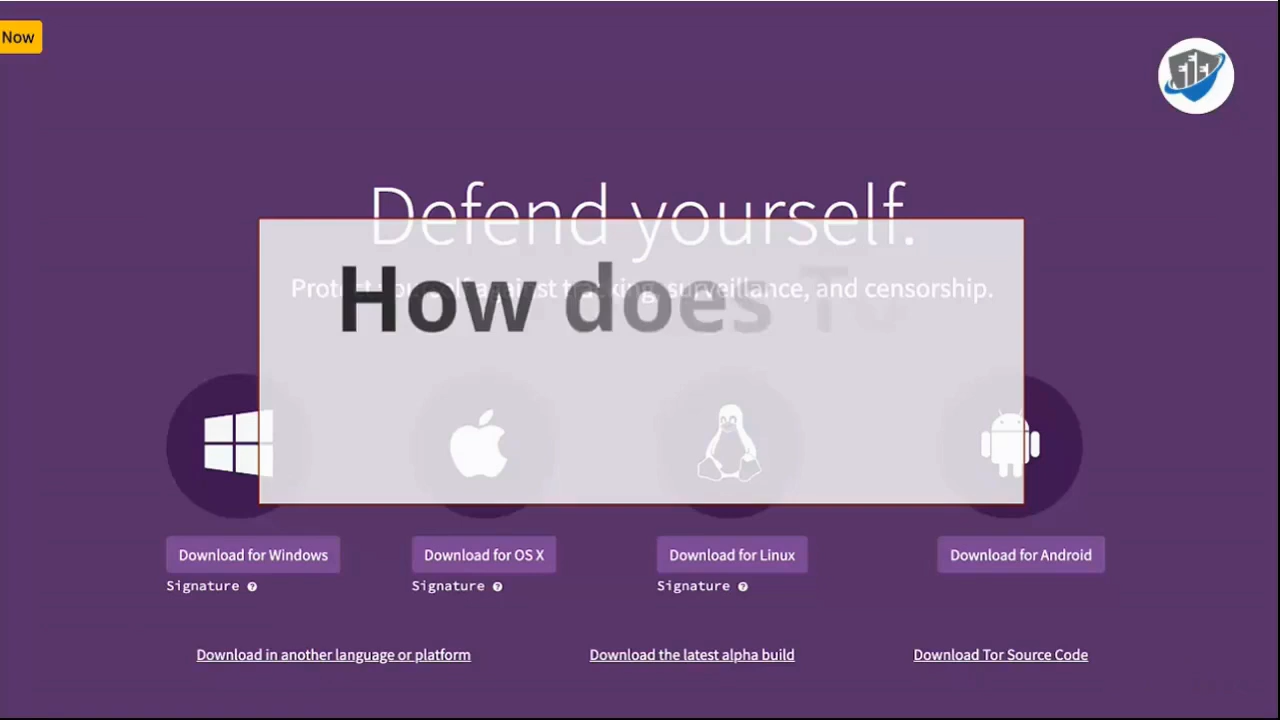 Now
Defend yourself.
Protect yourself against tracking, surveillance, and censorship.
How does To
Download for Windows
Download for OS X
Download for Linux
Download for Android
Signature
Signature
Signature
Download in another language or platform
Download the latest alpha build
Download Tor Source Code